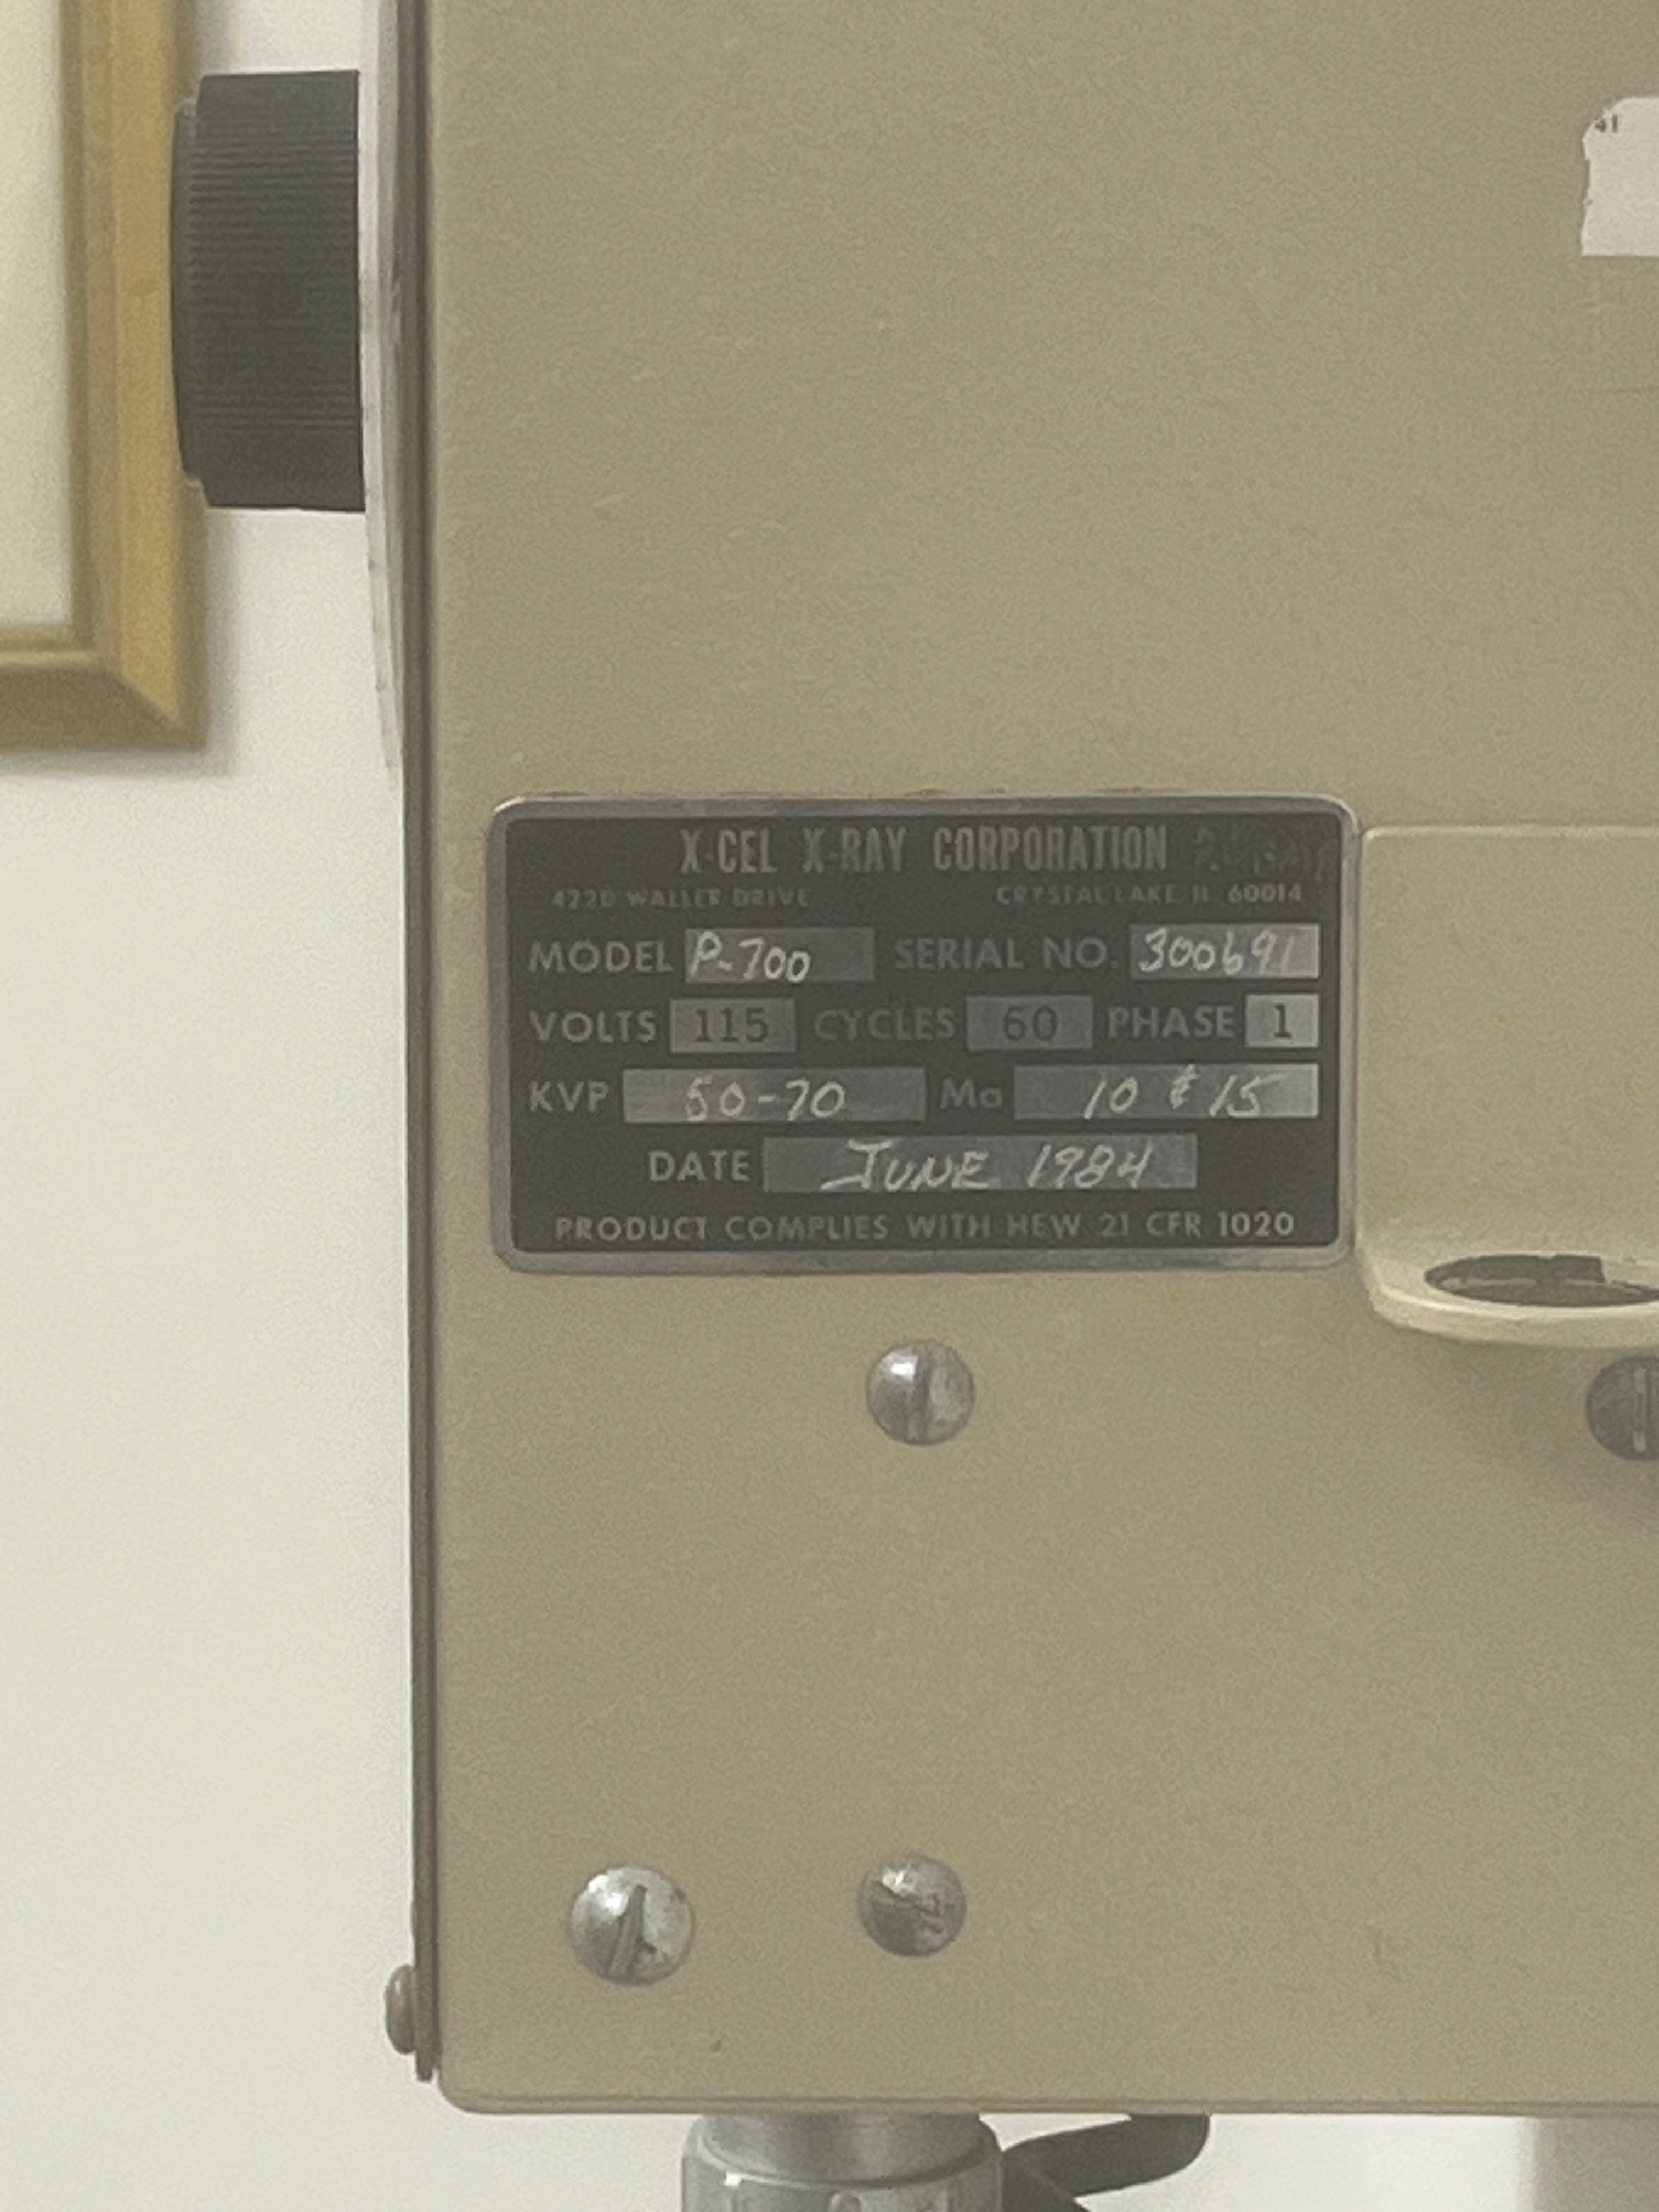 41
X-CEL X-RAY CORPORATION
4220 WALLER DRIVE CRYSTAL LAKE IL 60014
MODEL P-700 SERIAL NO. 300691
VOLTS 115 CYCLES 60 PHASE 1
KVP 50-70 Ma 10 & 15
DATE JUNE 1984
PRODUCT COMPLIES WITH HEW 21 CFR 1020